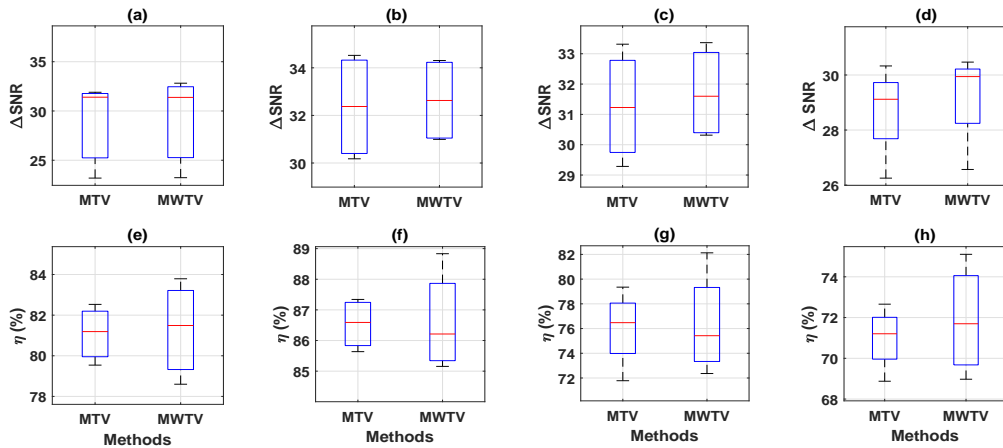 (a)
ΔSNR
35
30
25
MTV
MWTV
(b)
ΔSNR
34
32
30
MTV
MWTV
(c)
ΔSNR
33
32
31
30
29
MTV
MWTV
(d)
ΔSNR
30
28
26
MTV
MWTV
(e)
η (%)
84
82
80
78
MTV
MWTV
Methods
(f)
η (%)
89
88
87
86
85
MTV
MWTV
Methods
(g)
η (%)
82
80
78
76
74
72
MTV
MWTV
Methods
(h)
η (%)
74
72
70
68
MTV
MWTV
Methods